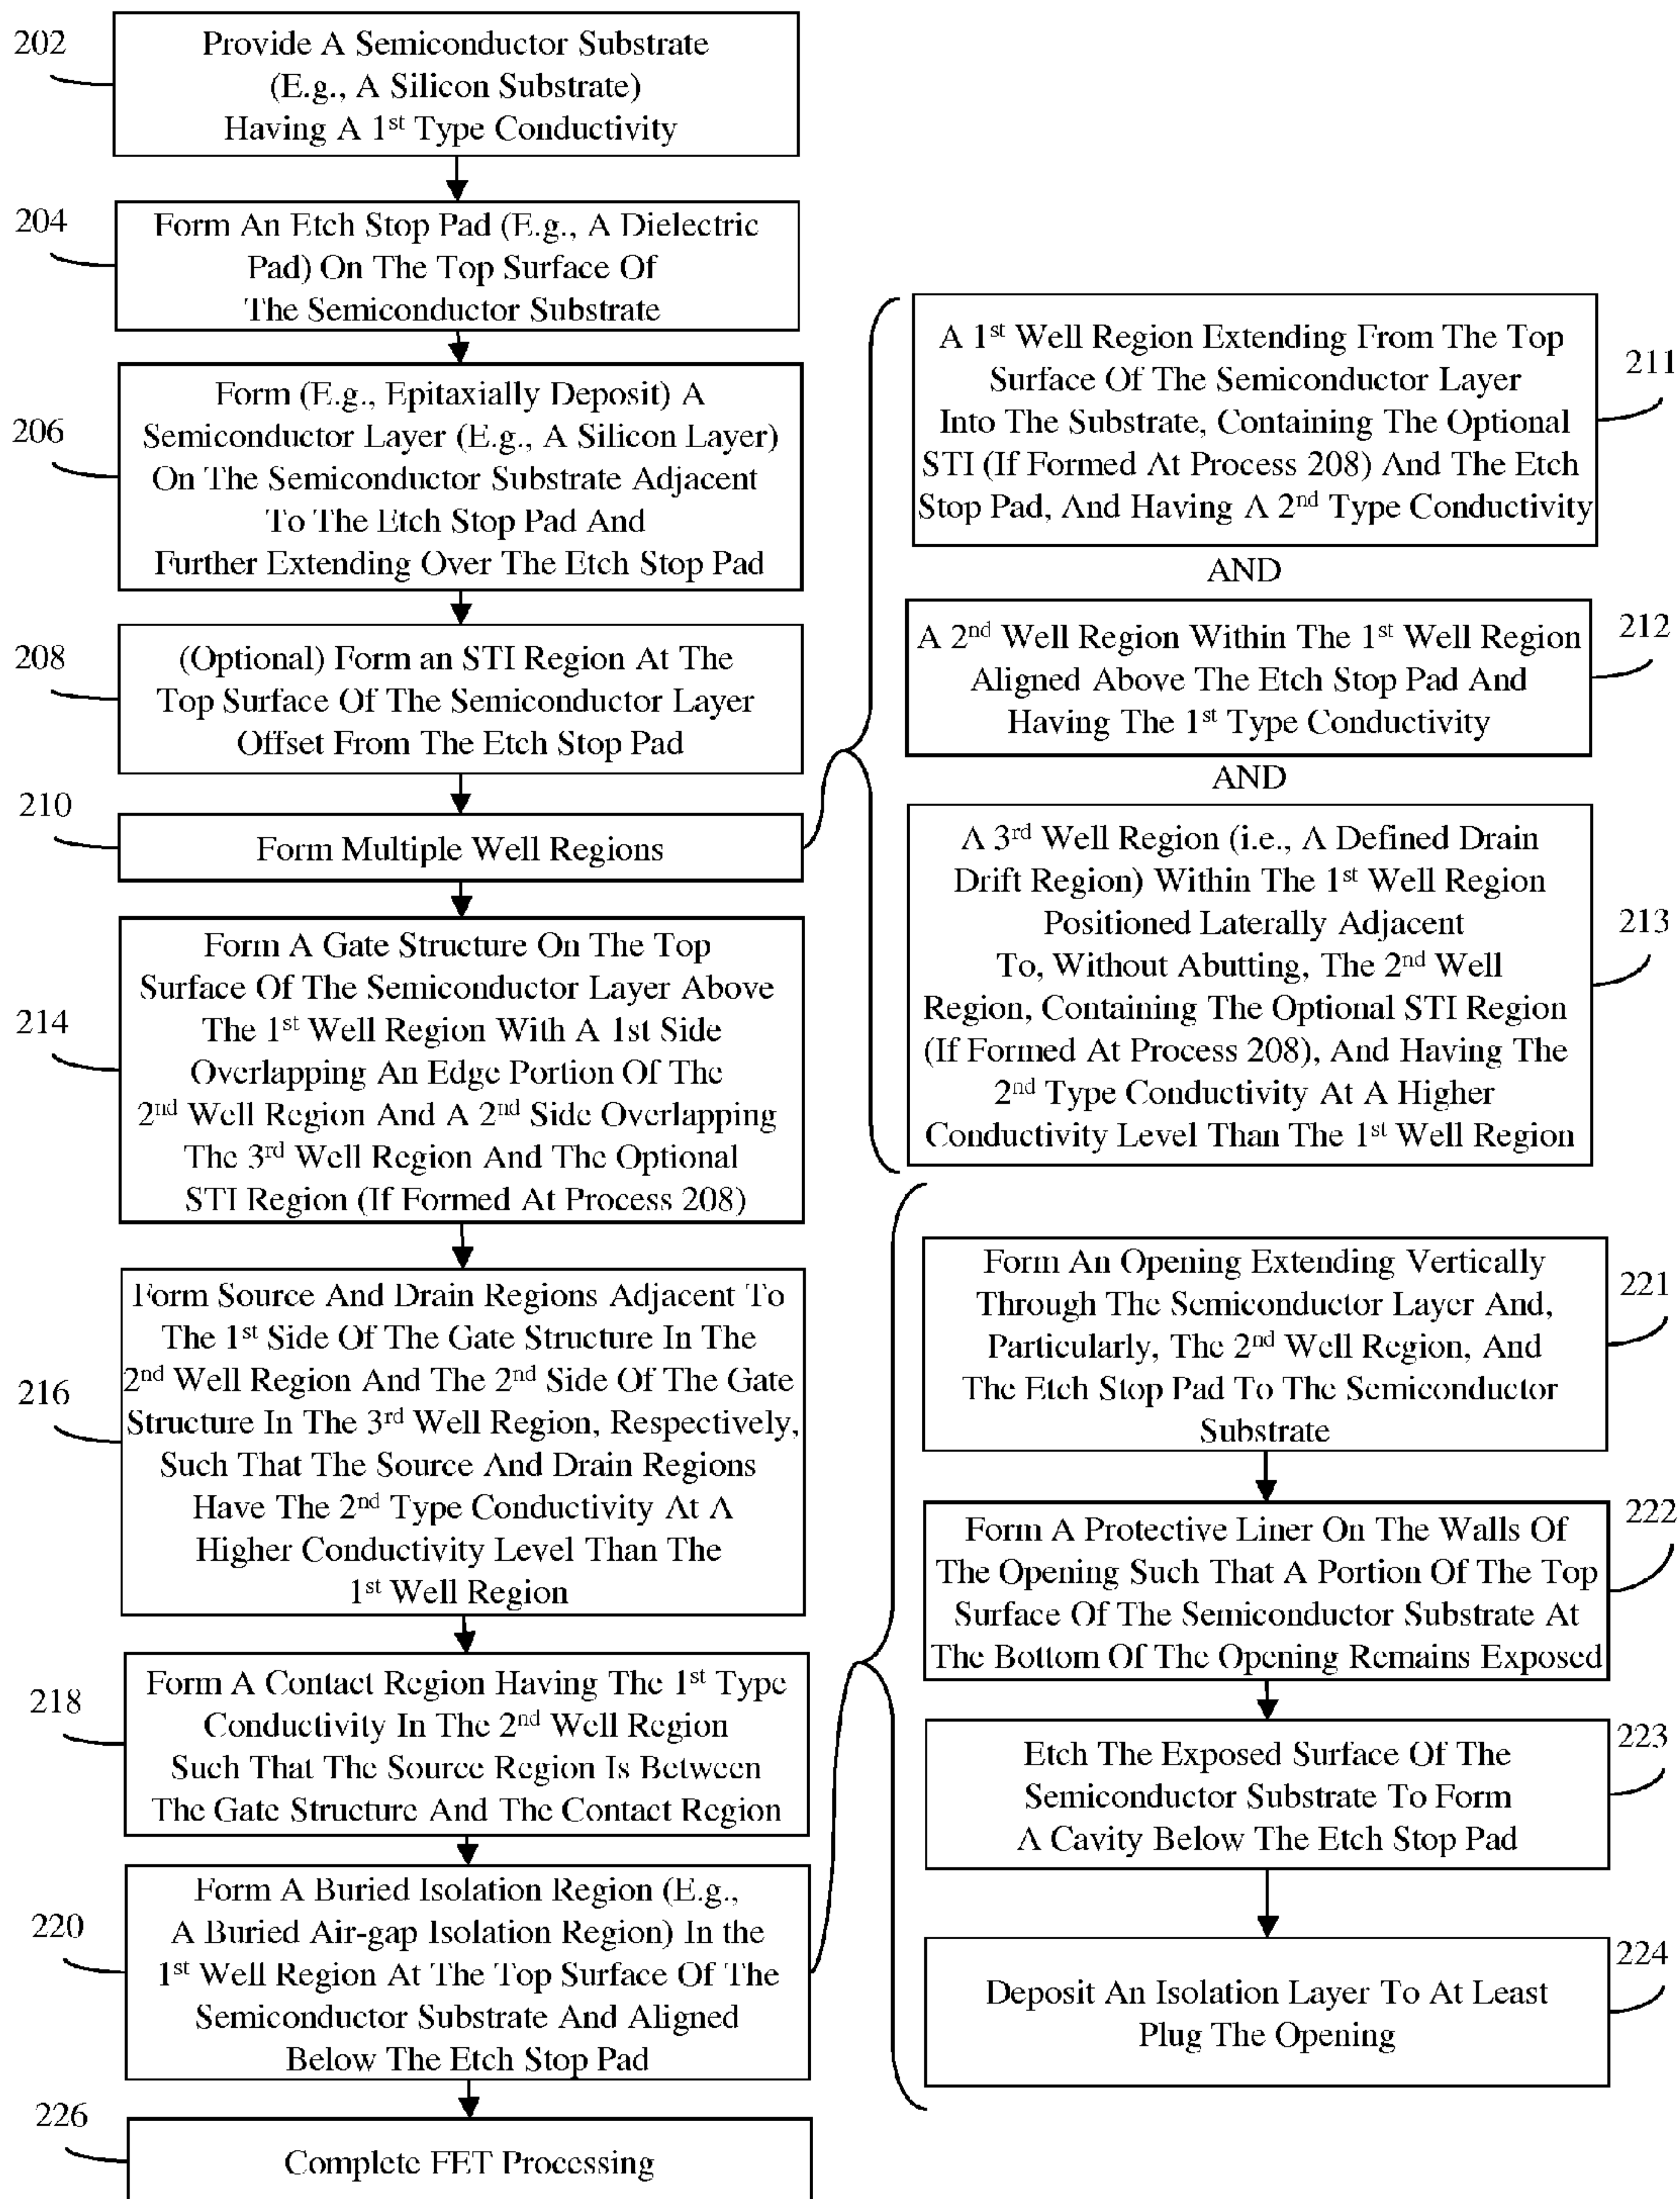 202
Provide A Semiconductor Substrate
(E.g., A Silicon Substrate)
Having A 1st Type Conductivity
204
Form An Etch Stop Pad (E.g., A Dielectric
Pad) On The Top Surface Of
The Semiconductor Substrate
206
Form (E.g., Epitaxially Deposit) A
Semiconductor Layer (E.g., A Silicon Layer)
On The Semiconductor Substrate Adjacent
To The Etch Stop Pad And
Further Extending Over The Etch Stop Pad
208
(Optional) Form an STI Region At The
Top Surface Of The Semiconductor Layer
Offset From The Etch Stop Pad
210
Form Multiple Well Regions
A 1st Well Region Extending From The Top
Surface Of The Semiconductor Layer
Into The Substrate, Containing The Optional
STI (If Formed At Process 208) And The Etch
Stop Pad, And Having A 2nd Type Conductivity
211
AND
A 2nd Well Region Within The 1st Well Region
Aligned Above The Etch Stop Pad And
Having The 1st Type Conductivity
212
AND
A 3rd Well Region (i.e., A Defined Drain
Drift Region) Within The 1st Well Region
Positioned Laterally Adjacent
To, Without Abutting, The 2nd Well
Region, Containing The Optional STI Region
(If Formed At Process 208), And Having The
2nd Type Conductivity At A Higher
Conductivity Level Than The 1st Well Region
213
214
Form A Gate Structure On The Top
Surface Of The Semiconductor Layer Above
The 1st Well Region With A 1st Side
Overlapping An Edge Portion Of The
2nd Well Region And A 2nd Side Overlapping
The 3rd Well Region And The Optional
STI Region (If Formed At Process 208)
216
Form Source And Drain Regions Adjacent To
The 1st Side Of The Gate Structure In The
2nd Well Region And The 2nd Side Of The Gate
Structure In The 3rd Well Region, Respectively,
Such That The Source And Drain Regions
Have The 2nd Type Conductivity At A
Higher Conductivity Level Than The
1st Well Region
218
Form A Contact Region Having The 1st Type
Conductivity In The 2nd Well Region
Such That The Source Region Is Between
The Gate Structure And The Contact Region
220
Form A Buried Isolation Region (E.g.,
A Buried Air-gap Isolation Region) In the
1st Well Region At The Top Surface Of The
Semiconductor Substrate And Aligned
Below The Etch Stop Pad
Form An Opening Extending Vertically
Through The Semiconductor Layer And,
Particularly, The 2nd Well Region, And
The Etch Stop Pad To The Semiconductor
Substrate
221
Form A Protective Liner On The Walls Of
The Opening Such That A Portion Of The Top
Surface Of The Semiconductor Substrate At
The Bottom Of The Opening Remains Exposed
222
Etch The Exposed Surface Of The
Semiconductor Substrate To Form
A Cavity Below The Etch Stop Pad
223
Deposit An Isolation Layer To At Least
Plug The Opening
224
226
Complete FET Processing